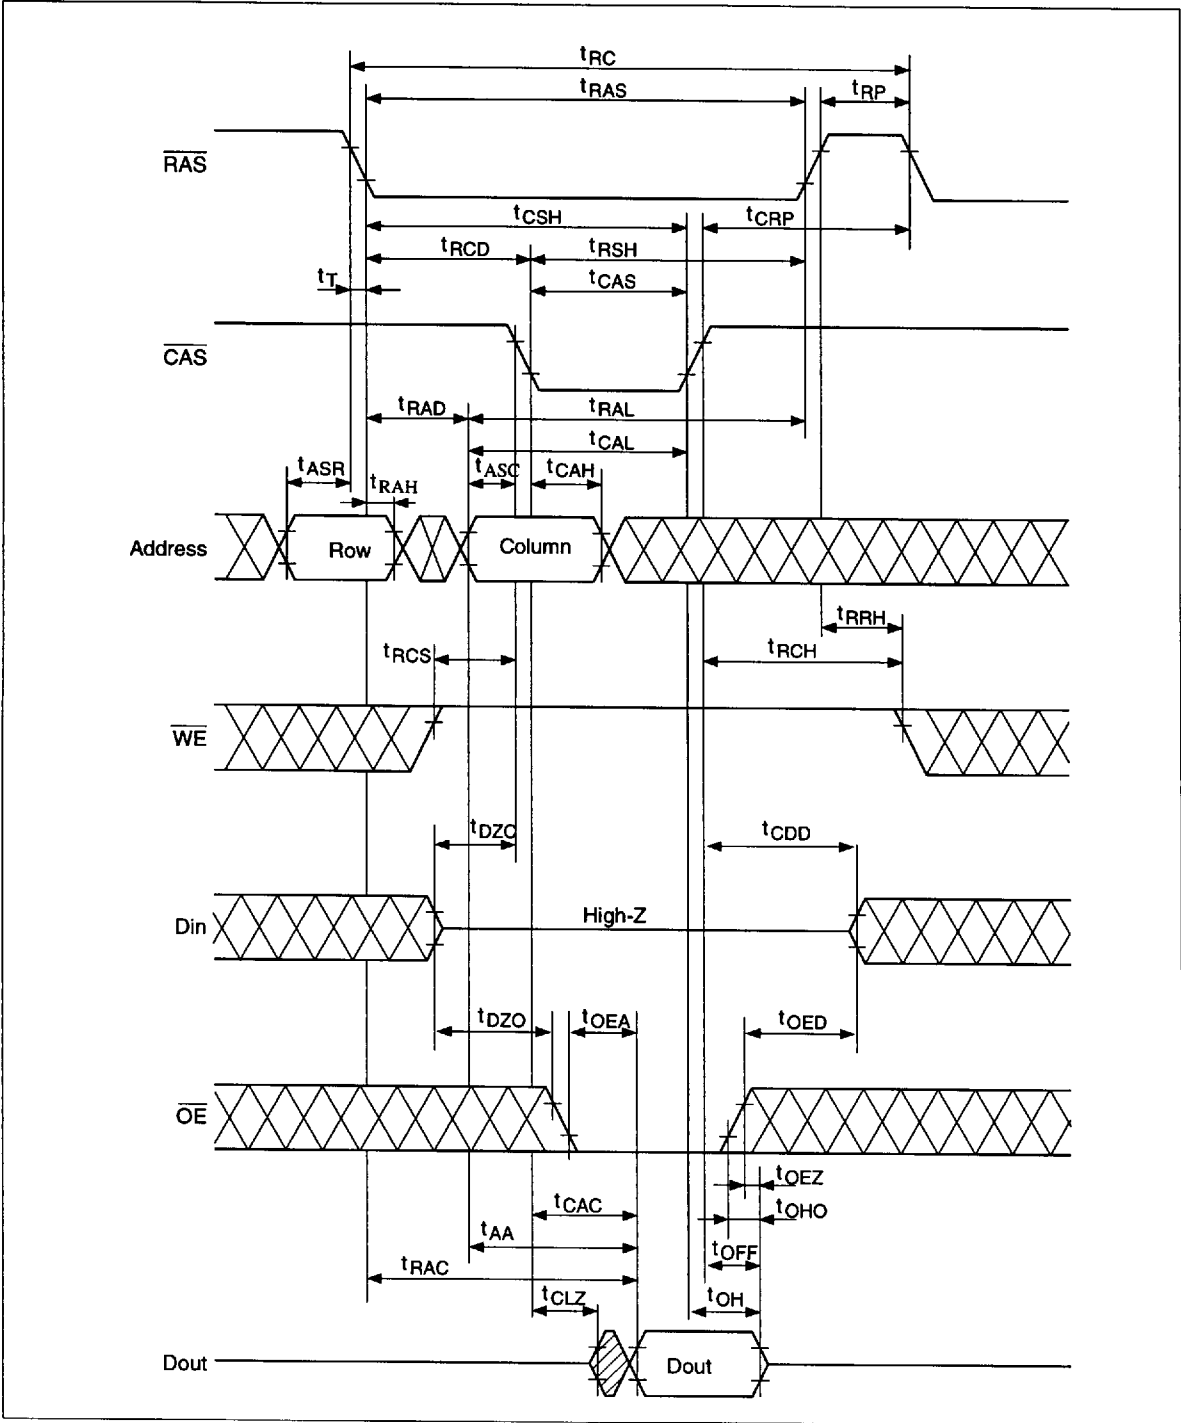 tRC
tRAS
tRP
RAS
tCSH
tCRP
tRCD
tRSH
tT
tCAS
CAS
tRAD
tRAL
tCAL
tASR
tASC
tCAH
tRAH
Address
Row
Column
tRRH
tRCS
tRCH
WE
tDZC
tCDD
Din
High-Z
tDZO
tOEA
tOED
OE
tOEZ
tCAC
tOHO
tAA
tOFF
tRAC
tCLZ
tOH
Dout
Dout